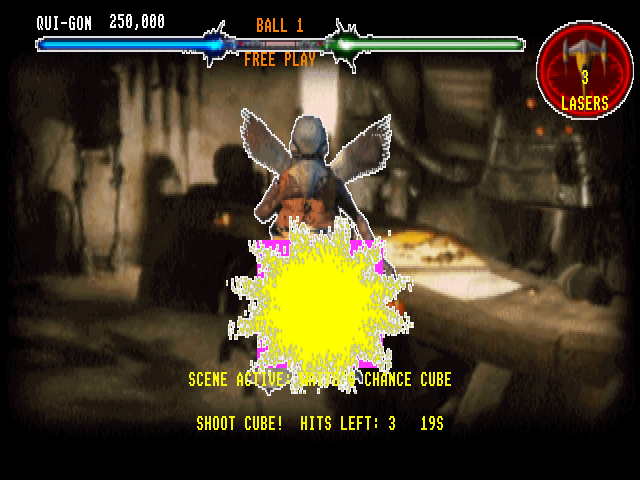 QUI-GON 250,000
BALL 1
FREE PLAY
3
LASERS
SCENE ACTIVE: WATTO'S CHANCE CUBE
SHOOT CUBE! HITS LEFT: 3 19S